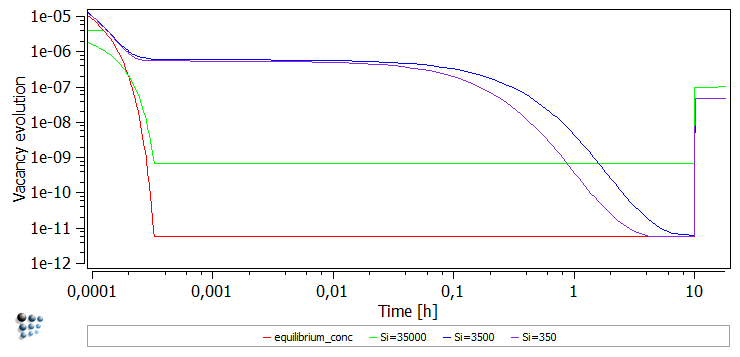 Vacancy evolution
1e-05
1e-06
1e-07
1e-08
1e-09
1e-10
1e-11
1e-12
0,0001 0,001 0,01 0,1 1 10
Time [h]
equilibrium_conc Si=35000 Si=3500 Si=350